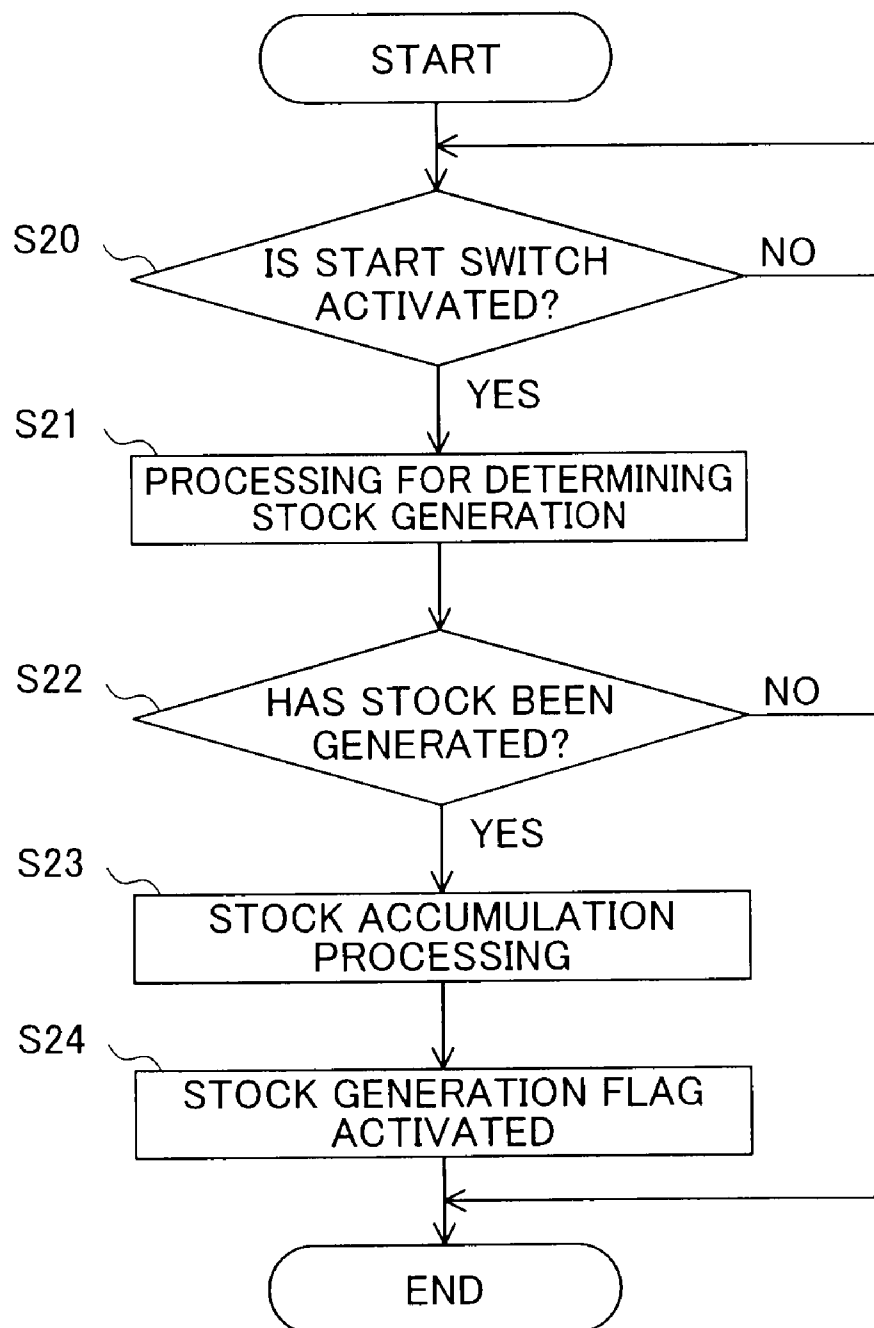 START
S20
IS START SWITCH
ACTIVATED?
NO
YES
S21
PROCESSING FOR DETERMINING
STOCK GENERATION
S22
HAS STOCK BEEN
GENERATED?
NO
YES
S23
STOCK ACCUMULATION
PROCESSING
S24
STOCK GENERATION FLAG
ACTIVATED
END